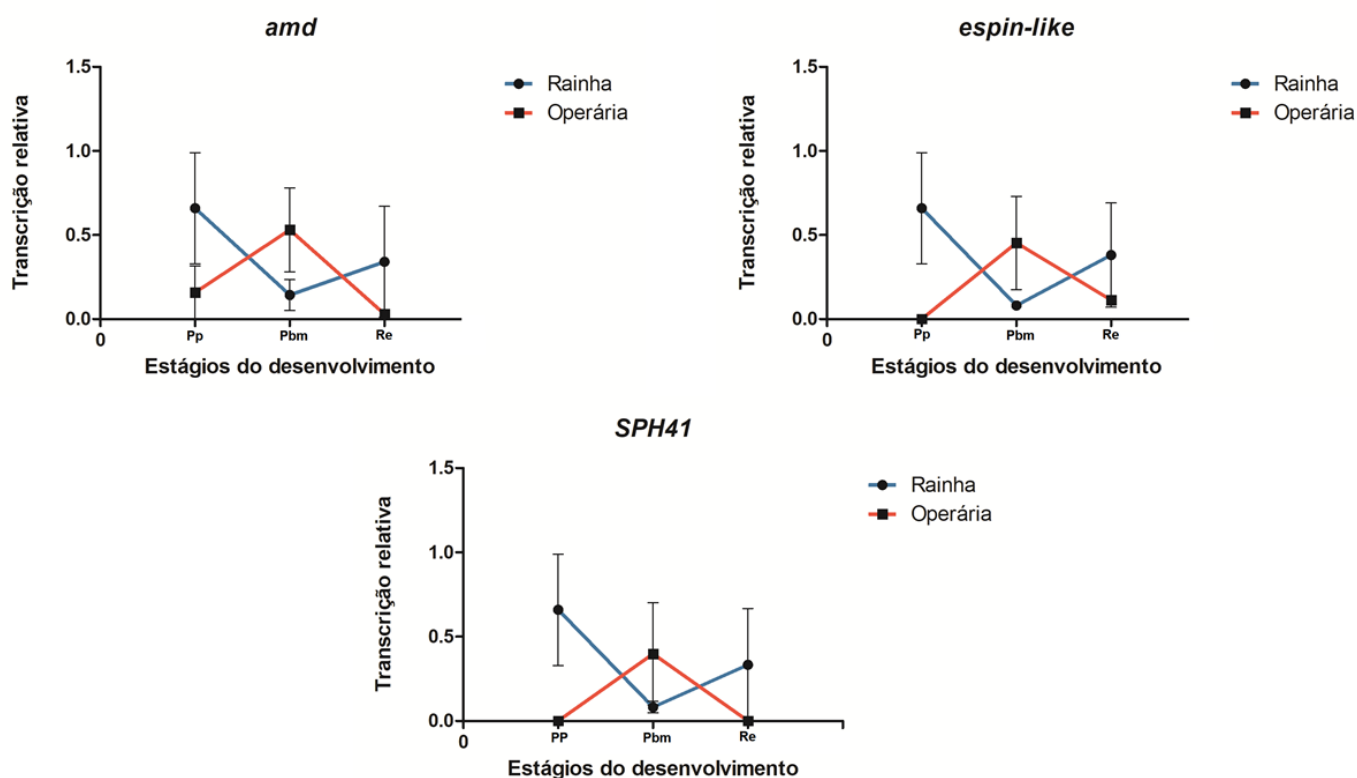 amd
1.5
1.0
0.5
0.0
0
Pp
Pbm
Re
Transcrição relativa
Estágios do desenvolvimento
Rainha
Operária
espin-like
1.5
1.0
0.5
0.0
0
Pp
Pbm
Re
Transcrição relativa
Estágios do desenvolvimento
Rainha
Operária
SPH41
1.5
1.0
0.5
0.0
0
PP
Pbm
Re
Transcrição relativa
Estágios do desenvolvimento
Rainha
Operária